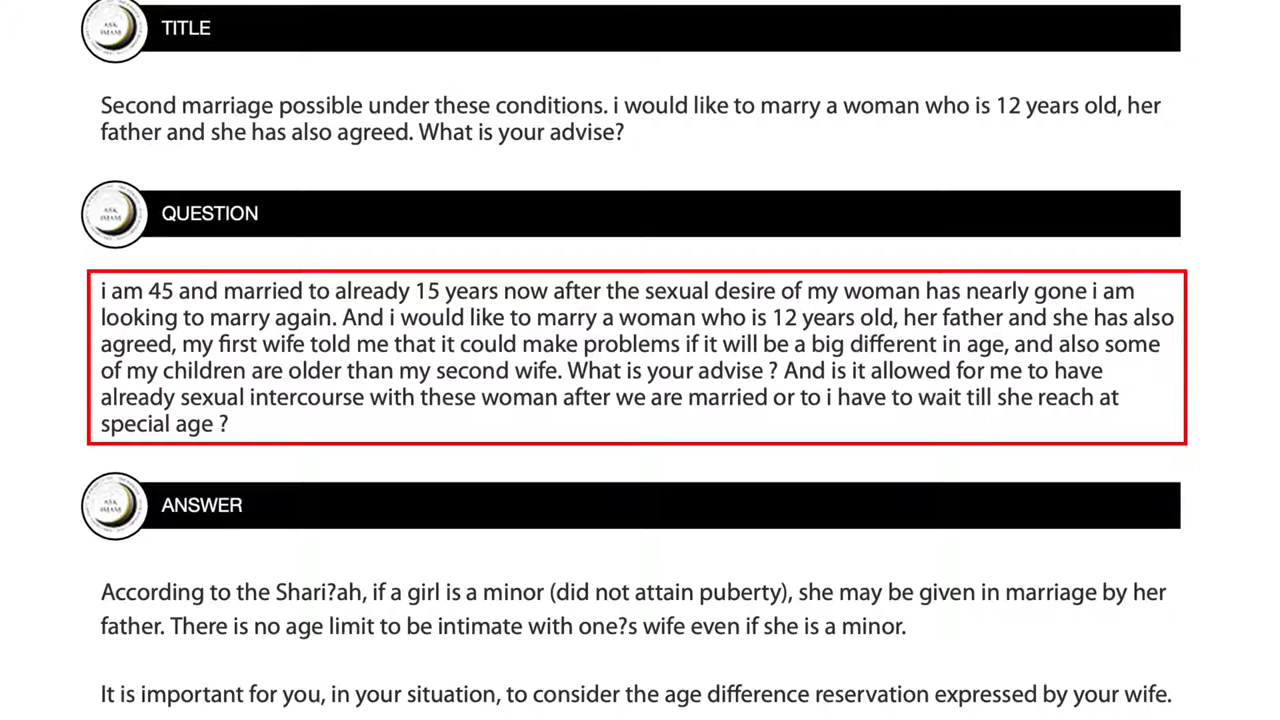 TITLE
Second marriage possible under these conditions. i would like to marry a woman who is 12 years old, her
father and she has also agreed. What is your advise?
QUESTION
i am 45 and married to already 15 years now after the sexual desire of my woman has nearly gone i am
looking to marry again. And i would like to marry a woman who is 12 years old, her father and she has also
agreed, my first wife told me that it could make problems if it will be a big different in age, and also some
of my children are older than my second wife. What is your advise ? And is it allowed for me to have
already sexual intercourse with these woman after we are married or to i have to wait till she reach at
special age ?
ANSWER
According to the Shari?ah, if a girl is a minor (did not attain puberty), she may be given in marriage by her
father. There is no age limit to be intimate with one?s wife even if she is a minor.
It is important for you, in your situation, to consider the age difference reservation expressed by your wife.